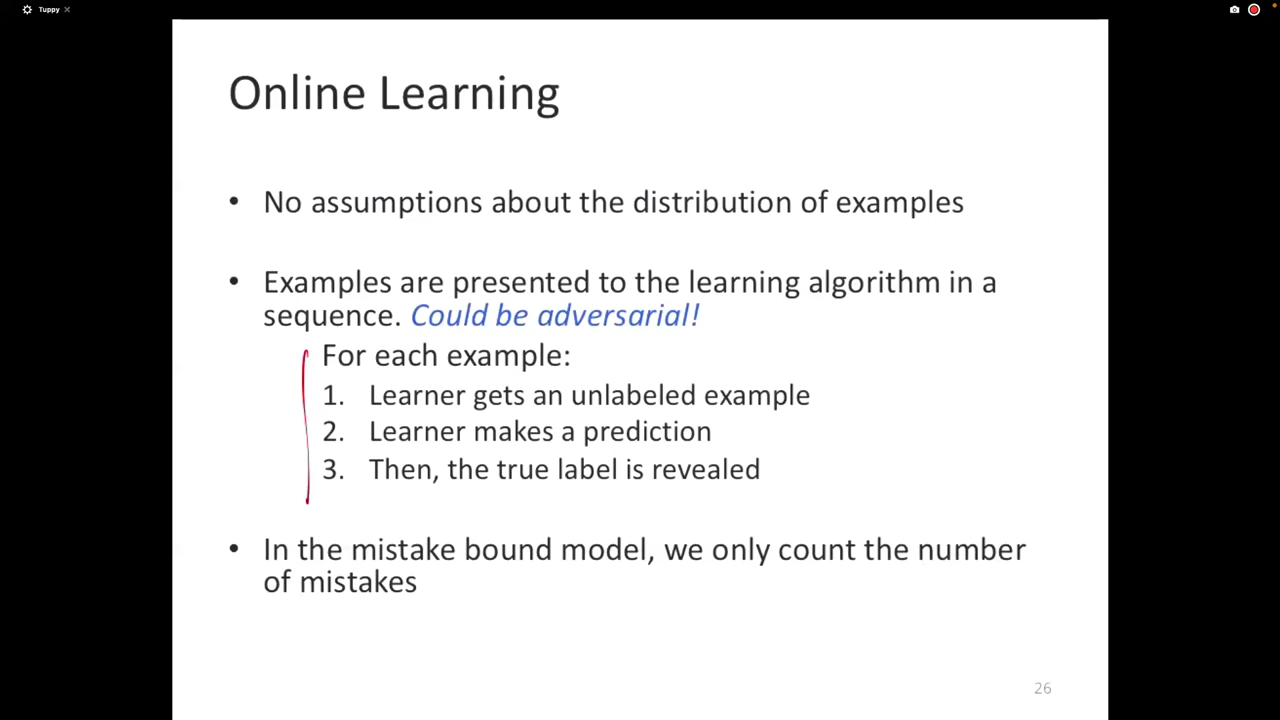 Tuppy ×
Online Learning
• No assumptions about the distribution of examples
• Examples are presented to the learning algorithm in a
sequence. Could be adversarial!
For each example:
1. Learner gets an unlabeled example
2. Learner makes a prediction
3. Then, the true label is revealed
• In the mistake bound model, we only count the number
of mistakes
26